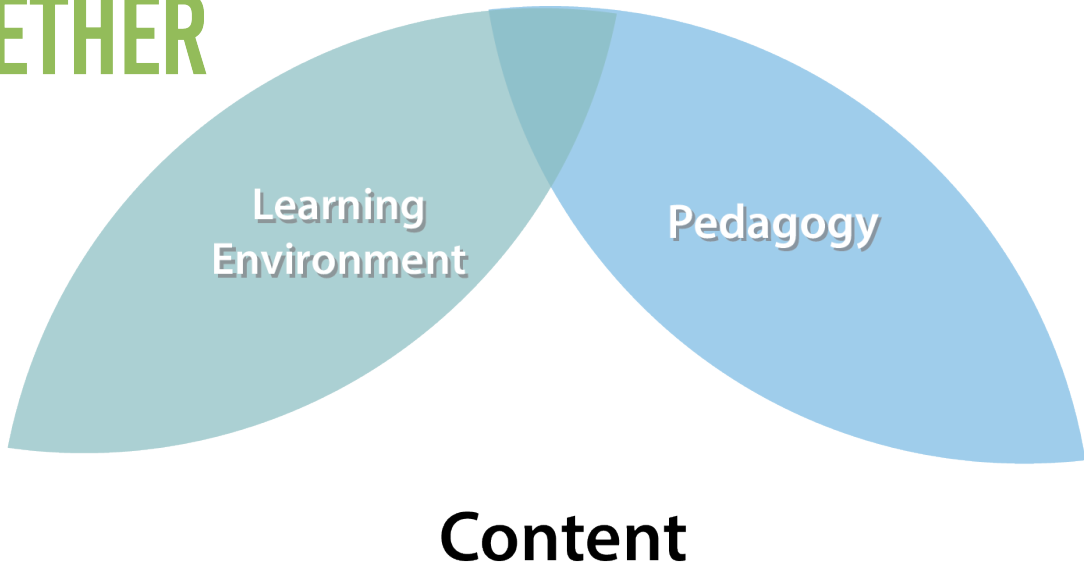 ETHER
Learning
Environment
Pedagogy
Content